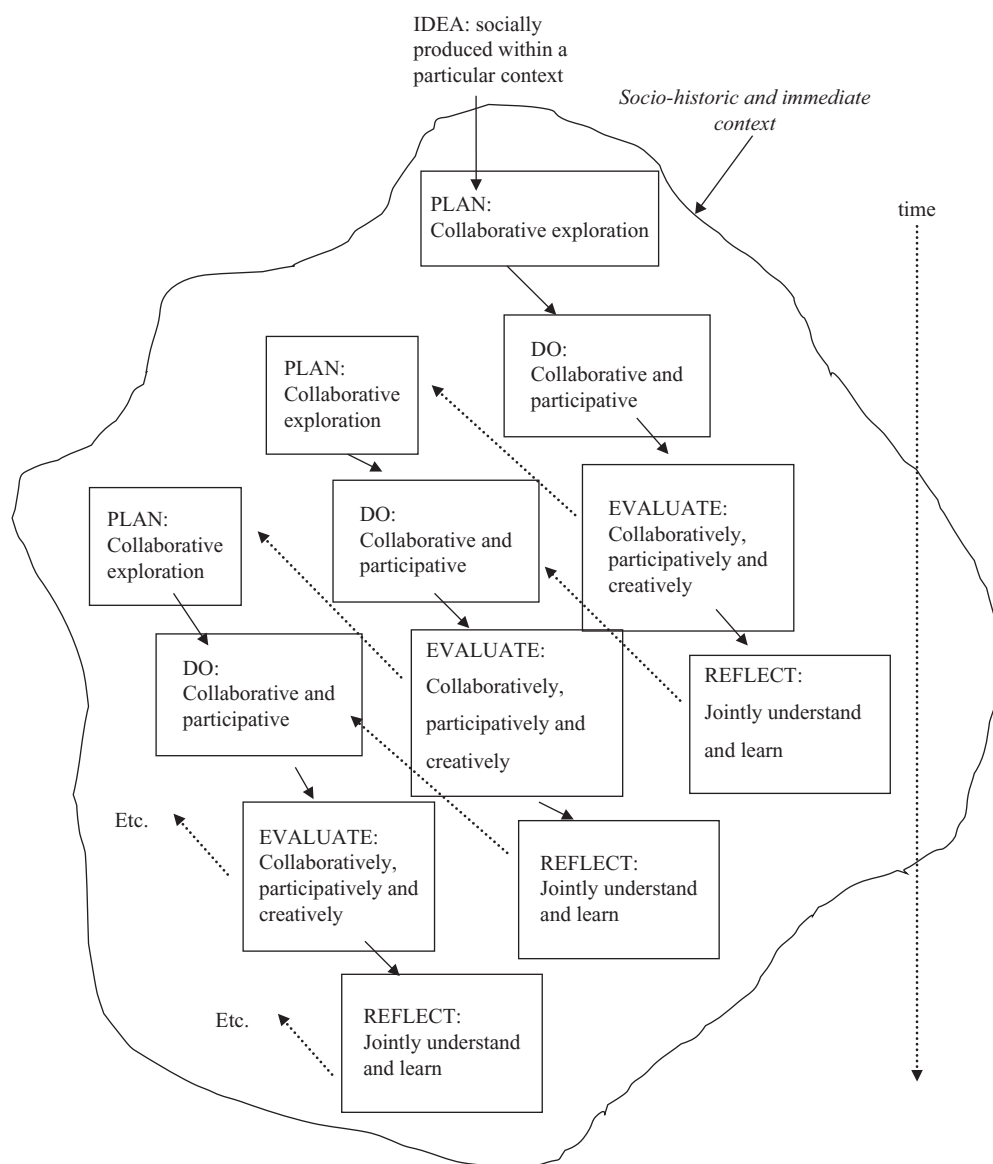 IDEA: socially
produced within a
particular context
Socio-historic and immediate
context
time
PLAN:
Collaborative exploration
DO:
Collaborative and
participative
PLAN:
Collaborative
exploration
EVALUATE:
Collaboratively,
participatively and
creatively
DO:
Collaborative and
participative
PLAN:
Collaborative
exploration
REFLECT:
Jointly understand
and learn
EVALUATE:
Collaboratively,
participatively and
creatively
DO:
Collaborative and
participative
Etc.
EVALUATE:
Collaboratively,
participatively and
creatively
REFLECT:
Jointly understand
and learn
Etc.
REFLECT:
Jointly understand
and learn